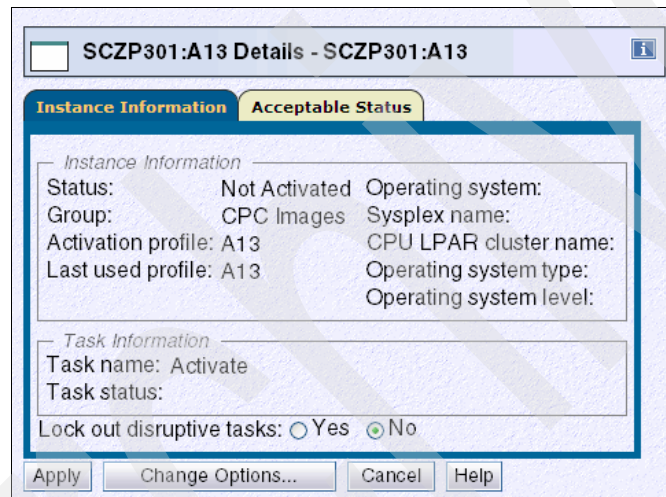 SCZP301:A13 Details - SCZP301:A13
i
Instance Information Acceptable Status
Instance Information
Status: Not Activated Operating system:
Group: CPC Images Sysplex name:
Activation profile: A13 CPU LPAR cluster name:
Last used profile: A13 Operating system type:
Operating system level:
Task Information
Task name: Activate
Task status:
Lock out disruptive tasks: Yes No
Apply Change Options... Cancel Help